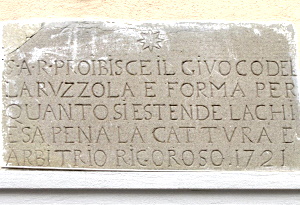 S·A·R·PROIBISCE IL GIVOCO DEL
LA RVZZOLA E FORMA PER
QUANTO SI ESTENDE LA CHI
ESA PENA LA CATTVRA E
ARBITRIO RIGOROSO·1721